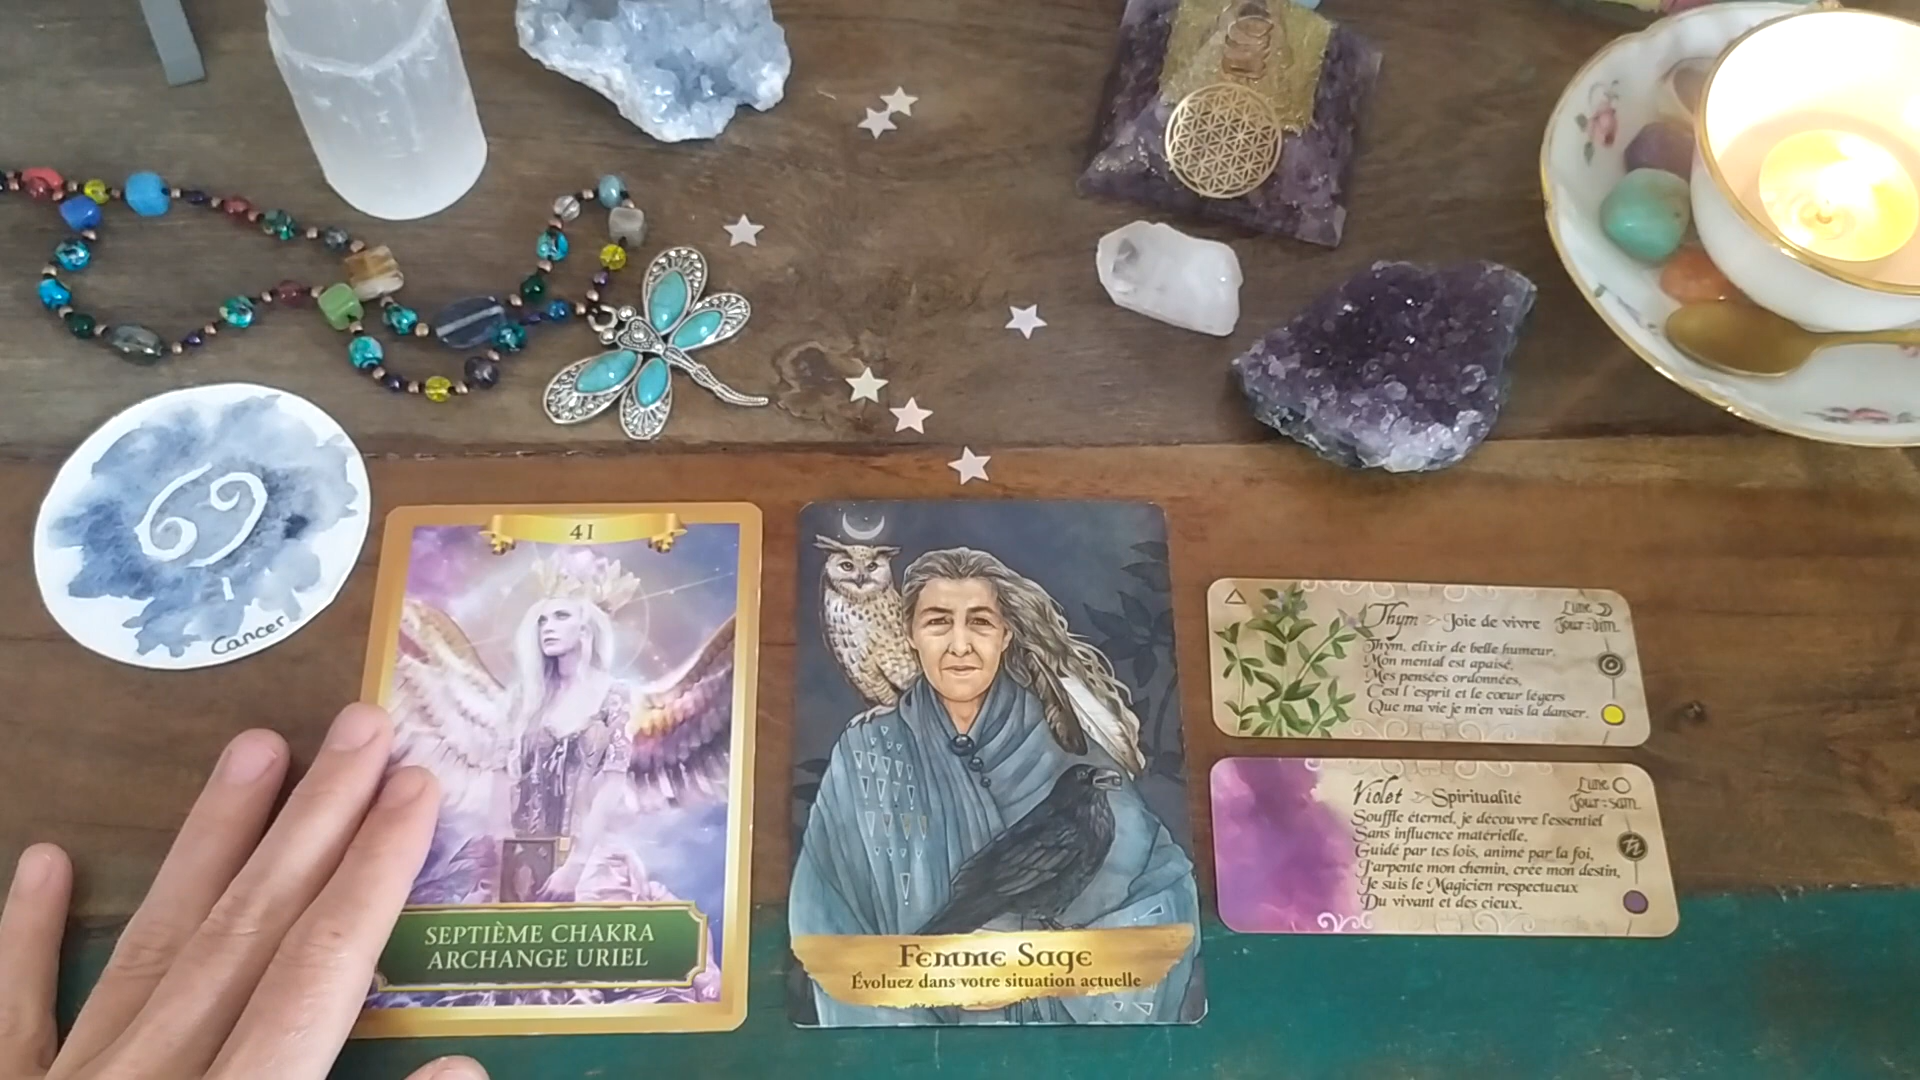 Cancer
41
SEPTIÈME CHAKRA
ARCHANGE URIEL
Femme Sage
Évoluez dans votre situation actuelle
Thym Joie de vivre
Lune
Jour: dim.
Thym, elixir de belle humeur,
Mon mental est apaisé,
Mes pensées ordonnées,
C'est l'esprit et le cœur légers
Que ma vie je m'en vais la danser.
Violet Spiritualité
Lune
Jour: sam.
Souffle éternel, je découvre l'essentiel
Sans influence matérielle,
Guidé par tes lois, animé par la foi,
J'arpente mon chemin, crée mon destin,
Je suis le Magicien respectueux
Du vivant et des cieux.